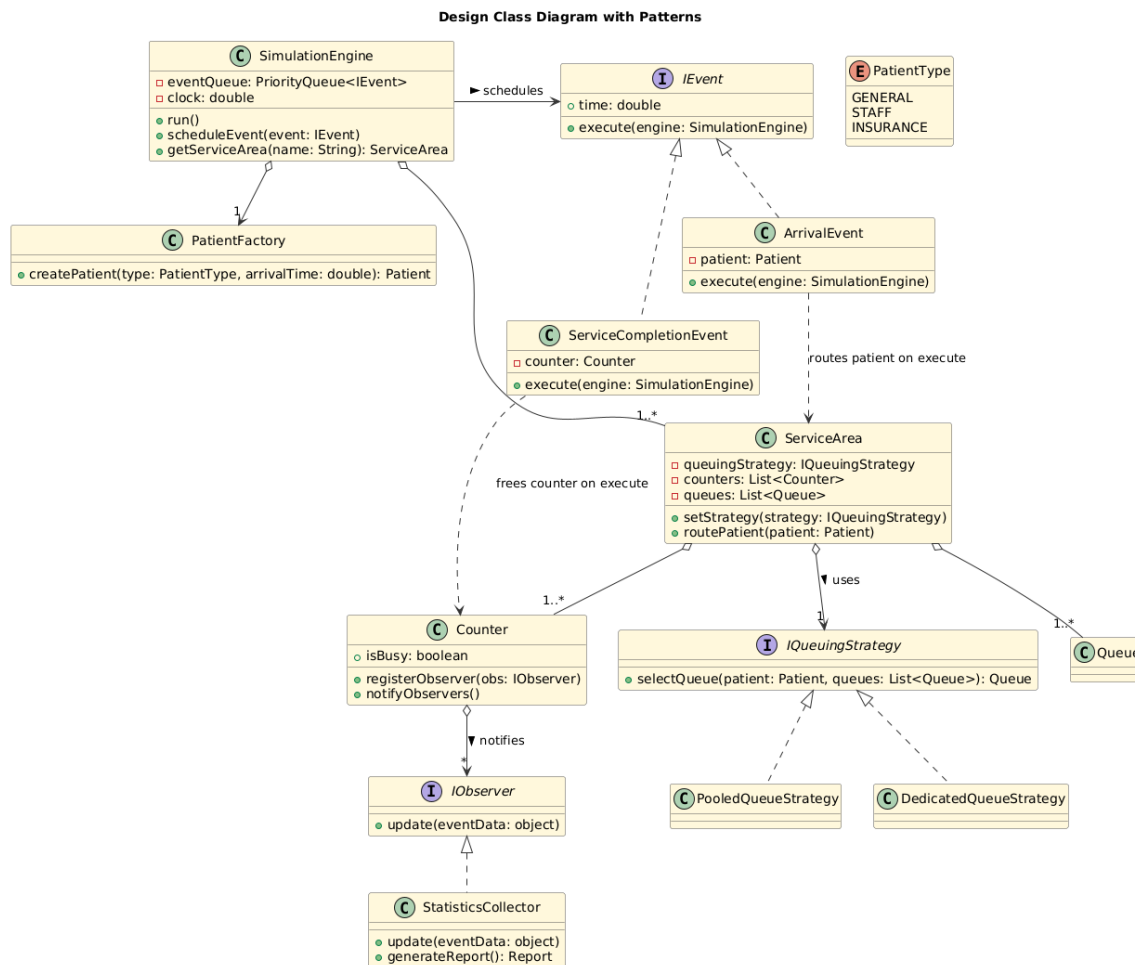 Design Class Diagram with Patterns
C SimulationEngine
eventQueue: PriorityQueue<IEvent>
clock: double
run()
scheduleEvent(event: IEvent)
getServiceArea(name: String): ServiceArea
schedules
I IEvent
time: double
execute(engine: SimulationEngine)
E PatientType
GENERAL
STAFF
INSURANCE
1
C PatientFactory
createPatient(type: PatientType, arrivalTime: double): Patient
C ArrivalEvent
patient: Patient
execute(engine: SimulationEngine)
C ServiceCompletionEvent
counter: Counter
execute(engine: SimulationEngine)
routes patient on execute
1..*
frees counter on execute
C ServiceArea
queuingStrategy: IQueuingStrategy
counters: List<Counter>
queues: List<Queue>
setStrategy(strategy: IQueuingStrategy)
routePatient(patient: Patient)
uses
1..*
1
1..*
C Counter
isBusy: boolean
registerObserver(obs: IObserver)
notifyObservers()
I IQueuingStrategy
selectQueue(patient: Patient, queues: List<Queue>): Queue
C Queue
notifies
*
I IObserver
update(eventData: object)
C PooledQueueStrategy
C DedicatedQueueStrategy
C StatisticsCollector
update(eventData: object)
generateReport(): Report